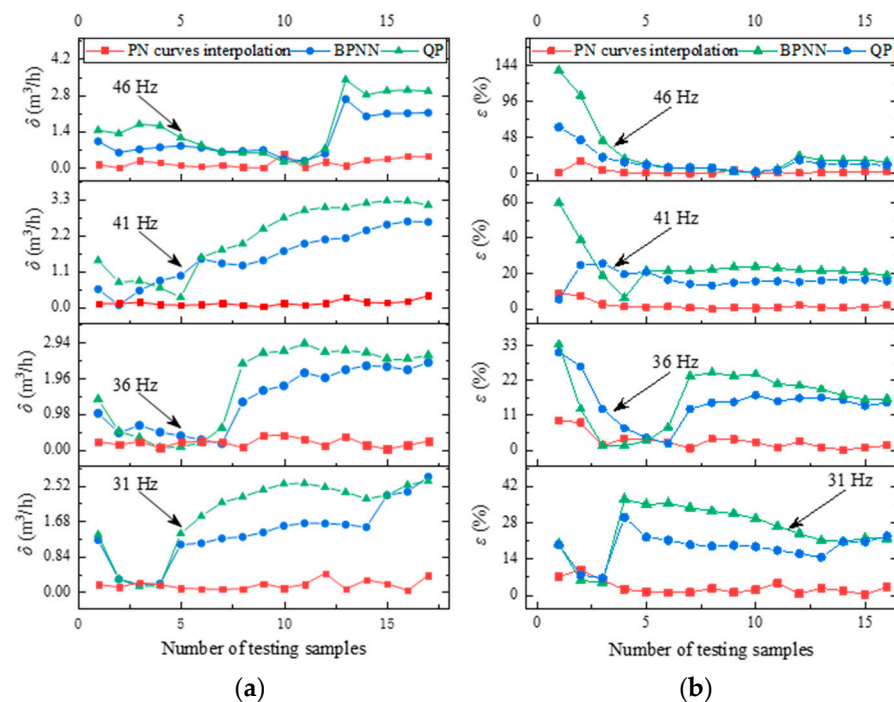 0 5 10 15
0 5 10 15
PN curves interpolation BPNN QP
PN curves interpolation BPNN QP
δ (m³/h)
4.2
2.8
1.4
0.0
46 Hz
δ (m³/h)
3.3
2.2
1.1
0.0
41 Hz
δ (m³/h)
2.94
1.96
0.98
0.00
36 Hz
δ (m³/h)
2.52
1.68
0.84
0.00
31 Hz
0 5 10 15
Number of testing samples
(a)
ε (%)
144
96
48
0
46 Hz
ε (%)
60
40
20
0
41 Hz
ε (%)
33
22
11
0
36 Hz
ε (%)
42
28
14
0
31 Hz
0 5 10 15
Number of testing samples
(b)